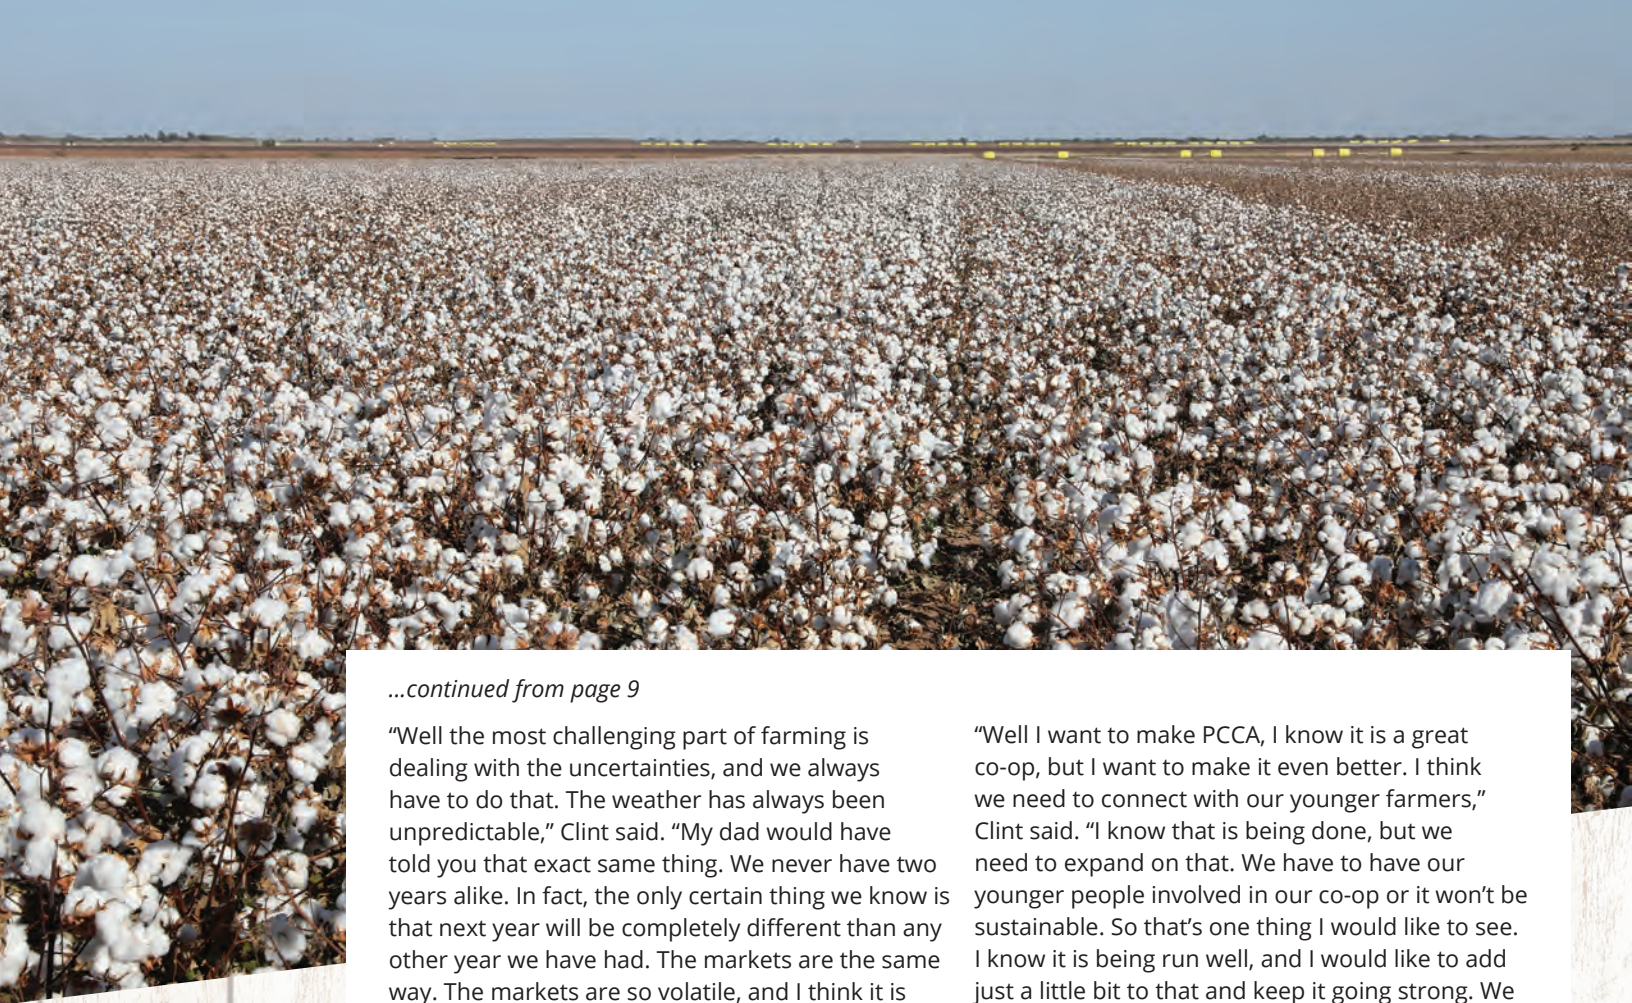 ...continued from page 9
“Well the most challenging part of farming is
dealing with the uncertainties, and we always
have to do that. The weather has always been
unpredictable,” Clint said. “My dad would have
told you that exact same thing. We never have two
years alike. In fact, the only certain thing we know is
that next year will be completely different than any
other year we have had. The markets are the same
way. The markets are so volatile, and I think it is
“Well I want to make PCCA, I know it is a great
co-op, but I want to make it even better. I think
we need to connect with our younger farmers,”
Clint said. “I know that is being done, but we
need to expand on that. We have to have our
younger people involved in our co-op or it won’t be
sustainable. So that’s one thing I would like to see.
I know it is being run well, and I would like to add
just a little bit to that and keep it going strong. We